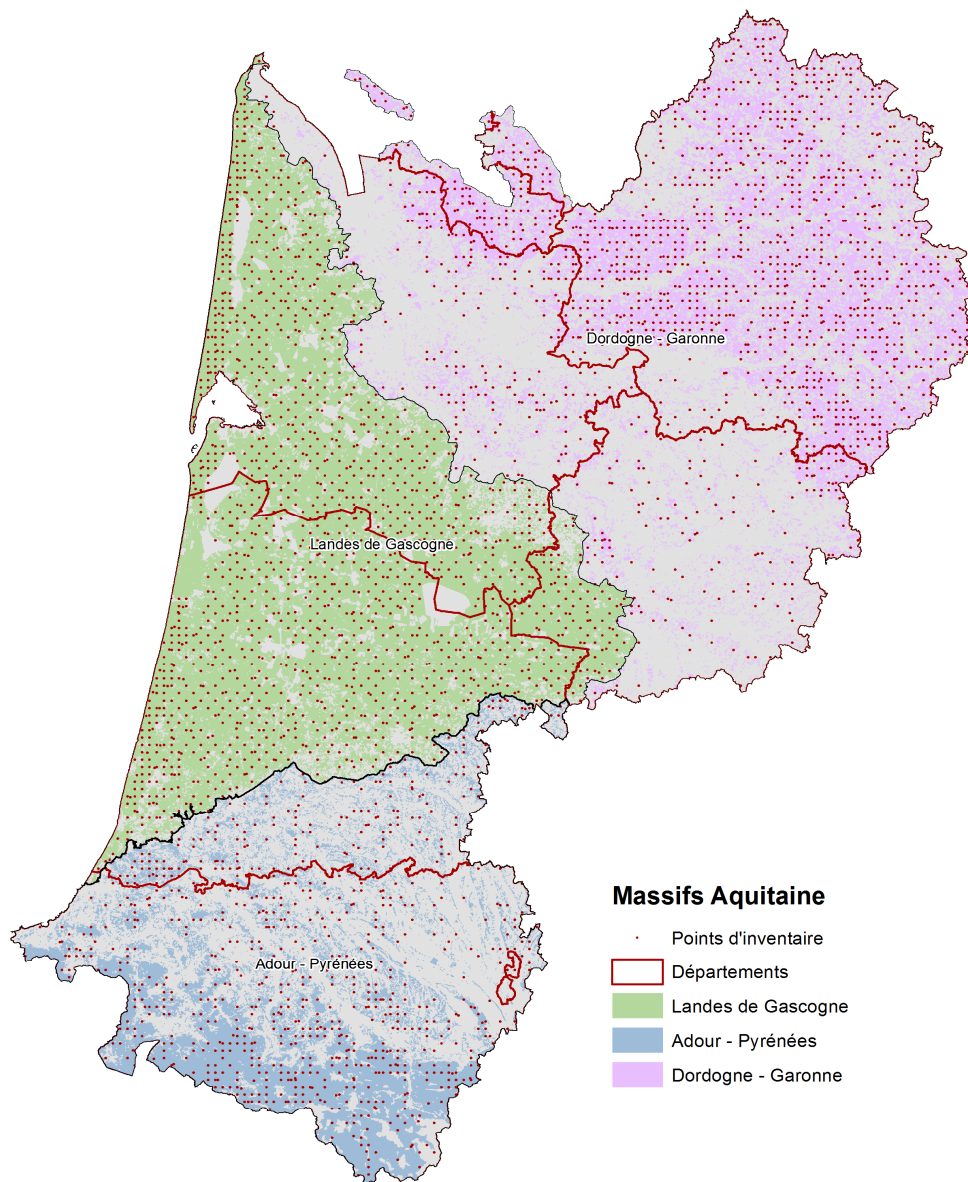 Dordogne - Garonne
Landes de Gascogne
Adour - Pyrénées
Massifs Aquitaine
Points d'inventaire
Départements
Landes de Gascogne
Adour - Pyrénées
Dordogne - Garonne